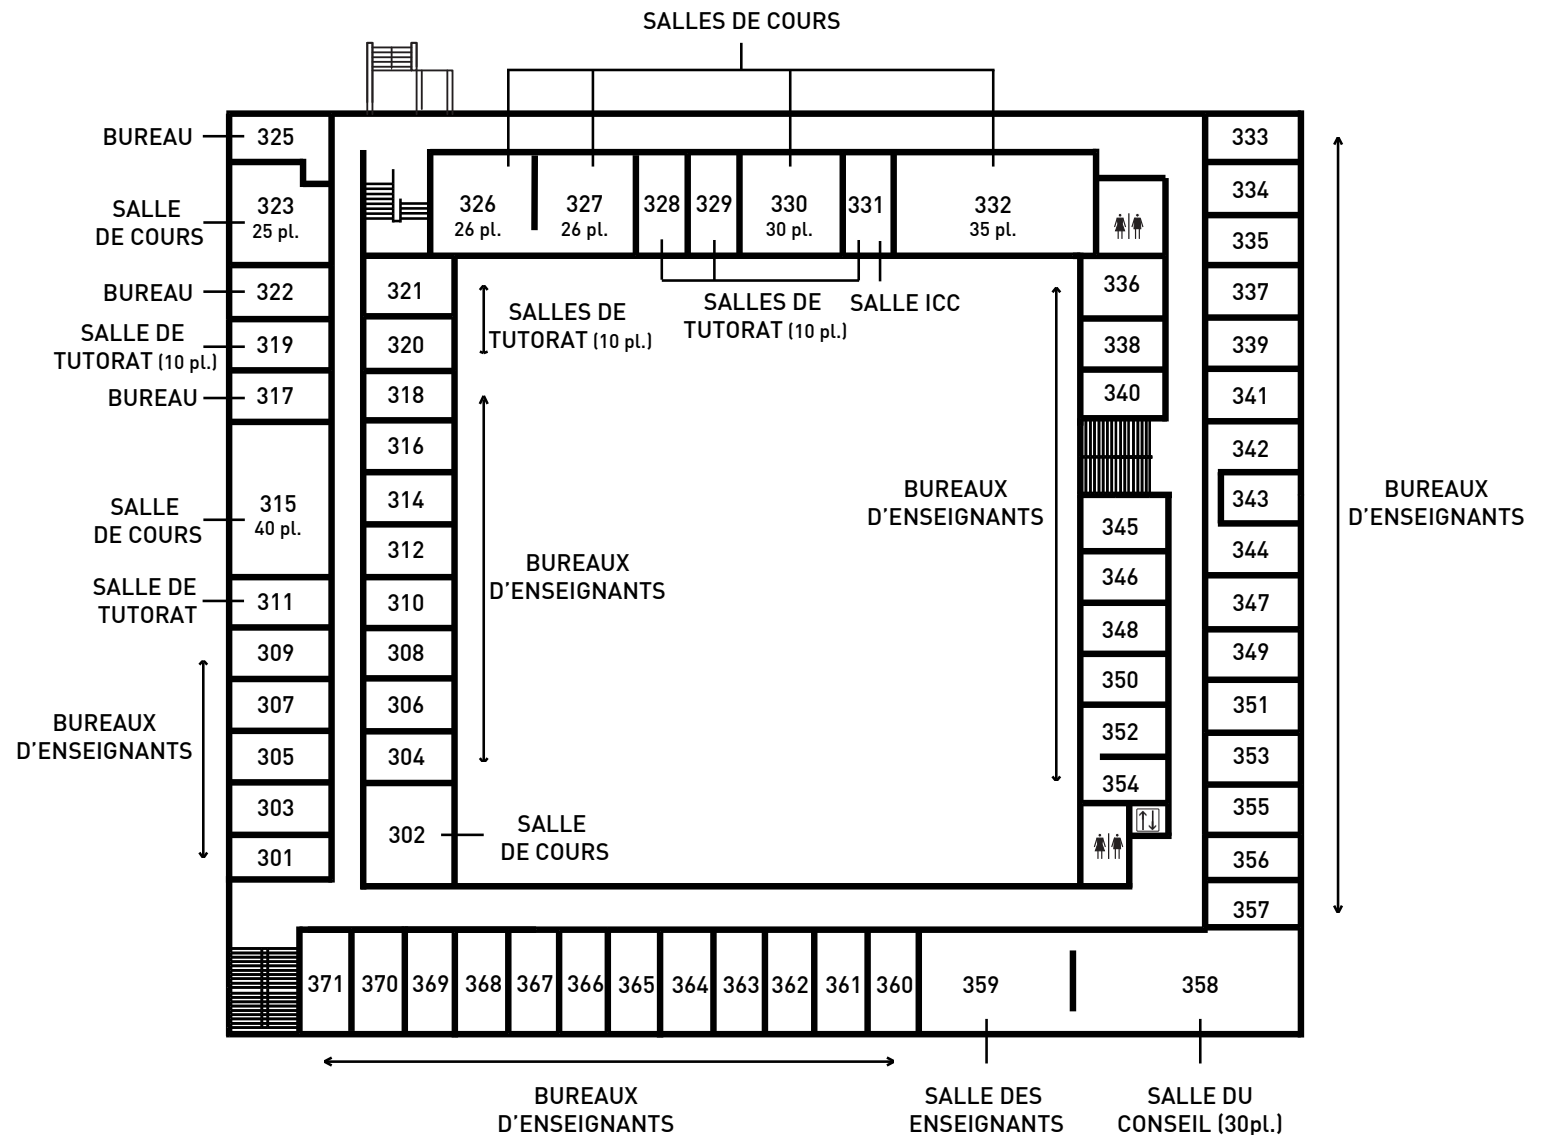 SALLES DE COURS
BUREAU
325
333
334
SALLE
DE COURS
323
25 pl.
326
26 pl.
327
26 pl.
328
329
330
30 pl.
331
332
35 pl.
335
BUREAU
322
321
SALLES DE
TUTORAT (10 pl.)
SALLES DE
TUTORAT (10 pl.)
SALLE ICC
336
337
SALLE DE
TUTORAT (10 pl.)
319
320
338
339
BUREAU
317
318
340
341
316
342
SALLE
DE COURS
315
40 pl.
314
BUREAUX
D’ENSEIGNANTS
343
BUREAUX
D’ENSEIGNANTS
345
312
344
BUREAUX
D’ENSEIGNANTS
346
SALLE DE
TUTORAT
311
310
347
348
309
308
349
350
307
306
351
BUREAUX
D’ENSEIGNANTS
352
305
304
353
354
303
355
302
SALLE
DE COURS
301
356
357
371
370
369
368
367
366
365
364
363
362
361
360
359
358
BUREAUX
D’ENSEIGNANTS
SALLE DES
ENSEIGNANTS
SALLE DU
CONSEIL (30pl.)